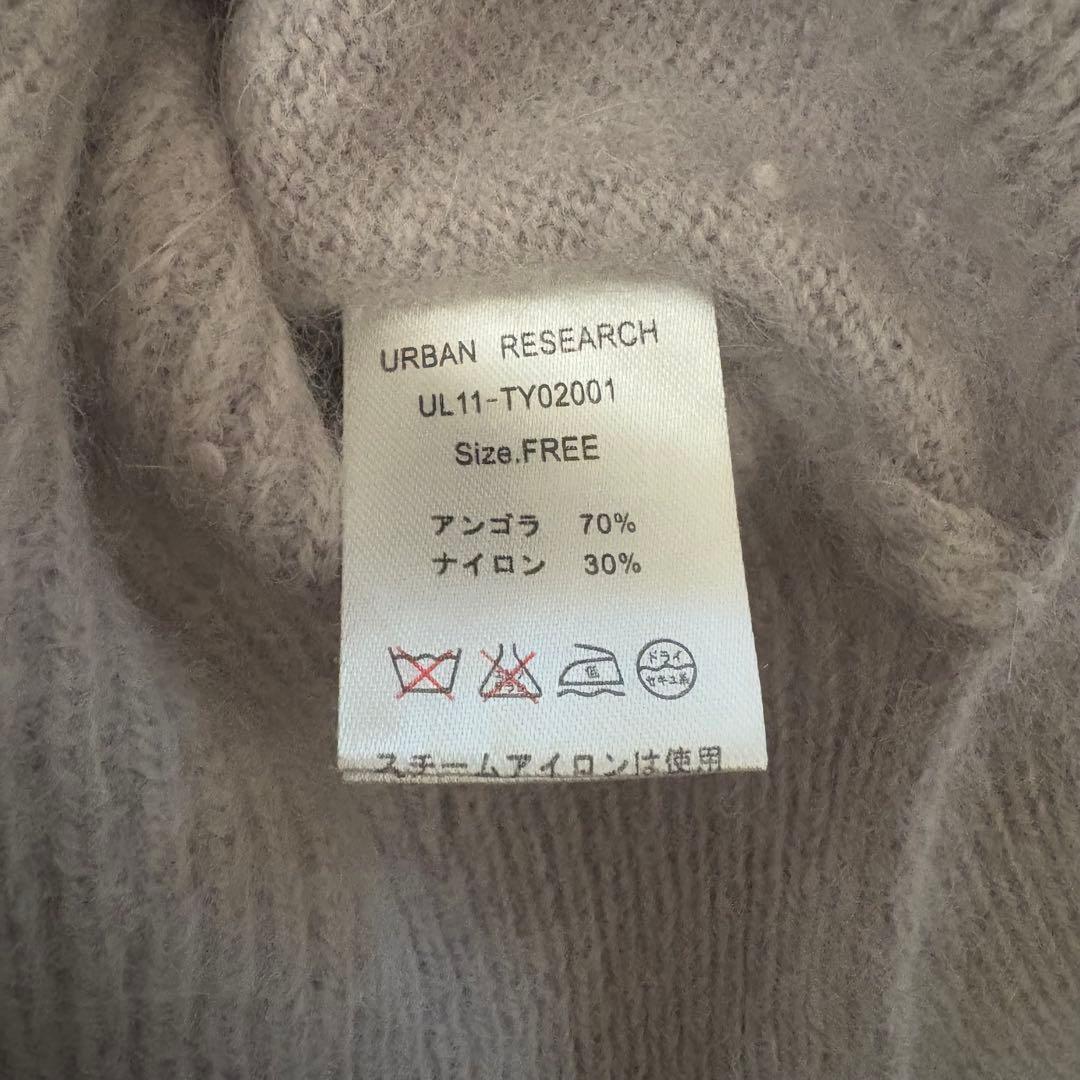 URBAN RESEARCH
UL11-TY02001
Size.FREE
アンゴラ 70%
ナイロン 30%
低
ドライ
セキユ系
スチームアイロンは使用